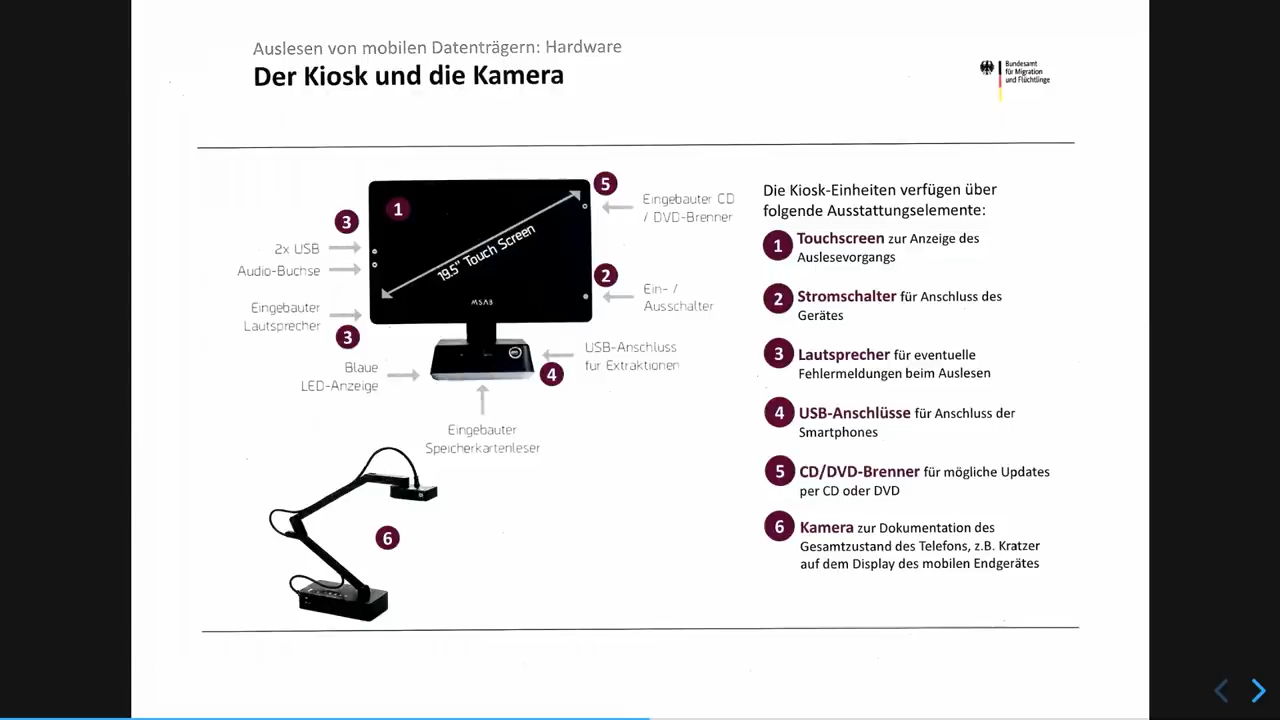 Auslesen von mobilen Datenträgern: Hardware
Der Kiosk und die Kamera
Bundesamt
für Migration
und Flüchtlinge
1
19.5" Touch Screen
MSAB
3
2x USB
Audio-Buchse
Eingebauter
Lautsprecher
3
Blaue
LED-Anzeige
5
Eingebauter CD
/ DVD-Brenner
2
Ein- /
Ausschalter
USB-Anschluss
fur Extraktionen
4
Eingebauter
Speicherkartenleser
6
Die Kiosk-Einheiten verfügen über
folgende Ausstattungselemente:
1 Touchscreen zur Anzeige des
Auslesevorgangs
2 Stromschalter für Anschluss des
Gerätes
3 Lautsprecher für eventuelle
Fehlermeldungen beim Auslesen
4 USB-Anschlüsse für Anschluss der
Smartphones
5 CD/DVD-Brenner für mögliche Updates
per CD oder DVD
6 Kamera zur Dokumentation des
Gesamtzustand des Telefons, z.B. Kratzer
auf dem Display des mobilen Endgerätes